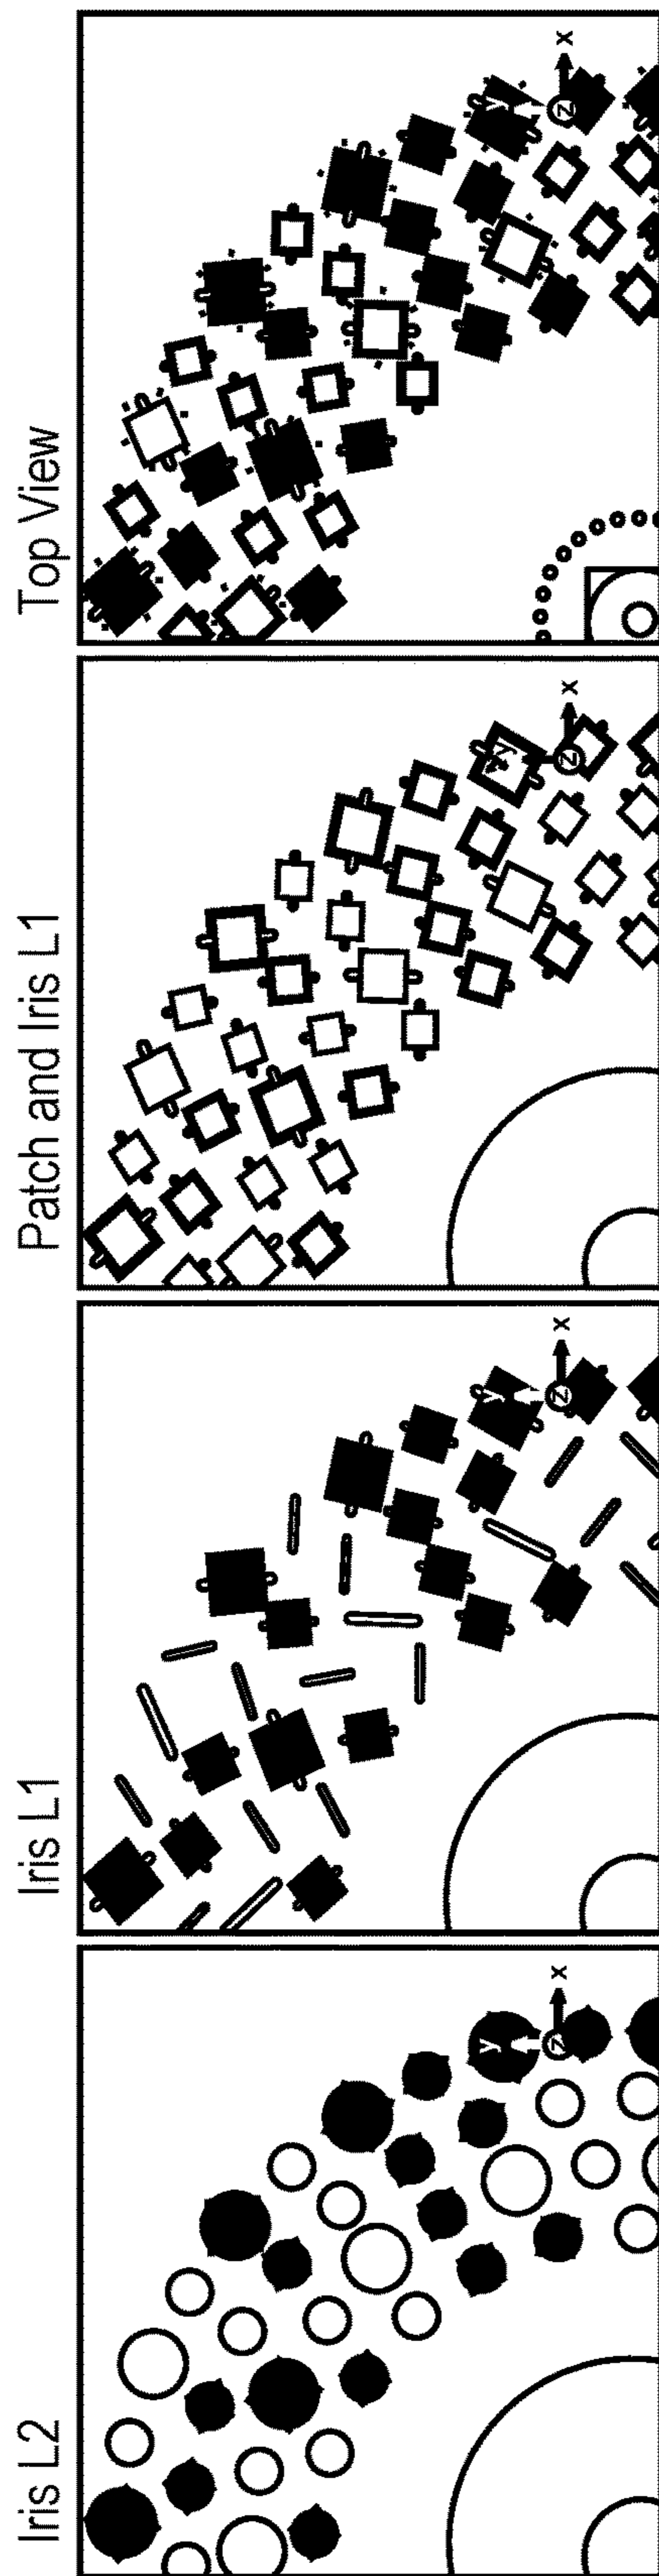 Top View
x
y
z
Patch and Iris L1
x
y
z
Iris L1
x
y
z
Iris L2
x
y
z